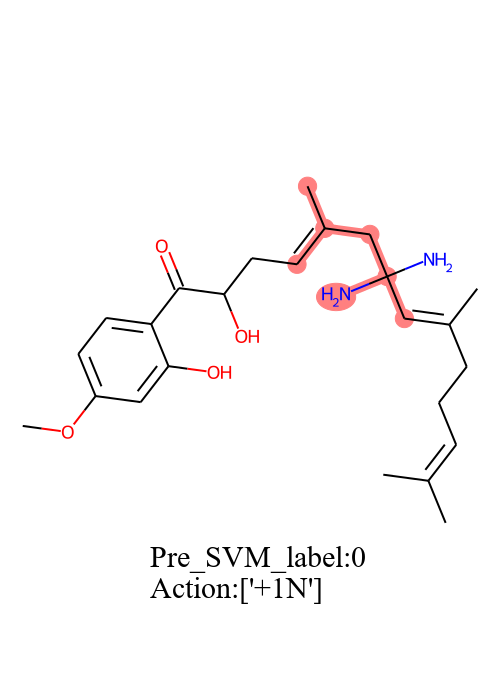 NH2
O
H2N
OH
OH
O
Pre_SVM_label:0
Action:['+1N']